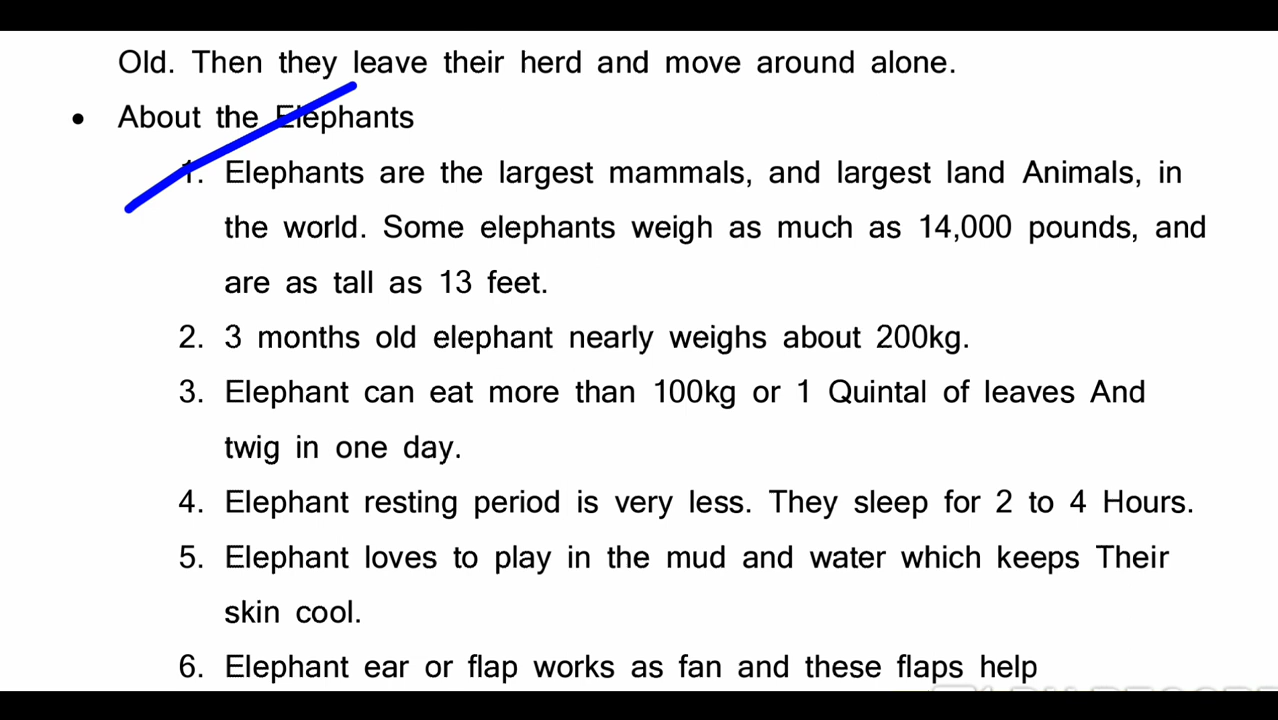 Old. Then they leave their herd and move around alone.
• About the Elephants
1. Elephants are the largest mammals, and largest land Animals, in
the world. Some elephants weigh as much as 14,000 pounds, and
are as tall as 13 feet.
2. 3 months old elephant nearly weighs about 200kg.
3. Elephant can eat more than 100kg or 1 Quintal of leaves And
twig in one day.
4. Elephant resting period is very less. They sleep for 2 to 4 Hours.
5. Elephant loves to play in the mud and water which keeps Their
skin cool.
6. Elephant ear or flap works as fan and these flaps help